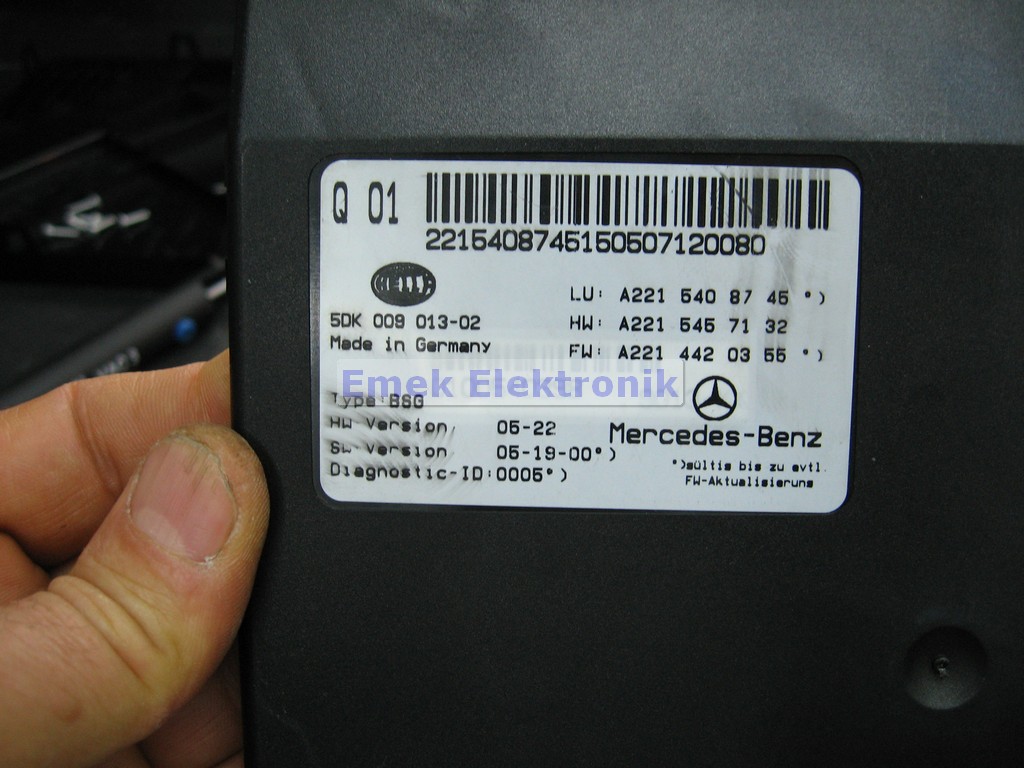 Q 01
2215408745150507120080
HELLA
LU: A221 540 87 45 *)
5DK 009 013-02
HW: A221 545 71 32
Made in Germany
FW: A221 442 03 55 *)
Emek Elektronik
Type:BSG
HW Version, 05-22
Mercedes-Benz
SW Version 05-19-00*)
*)gültig bis zu evtl.
Diagnostic-ID:0005*)
FW-Aktualisierung